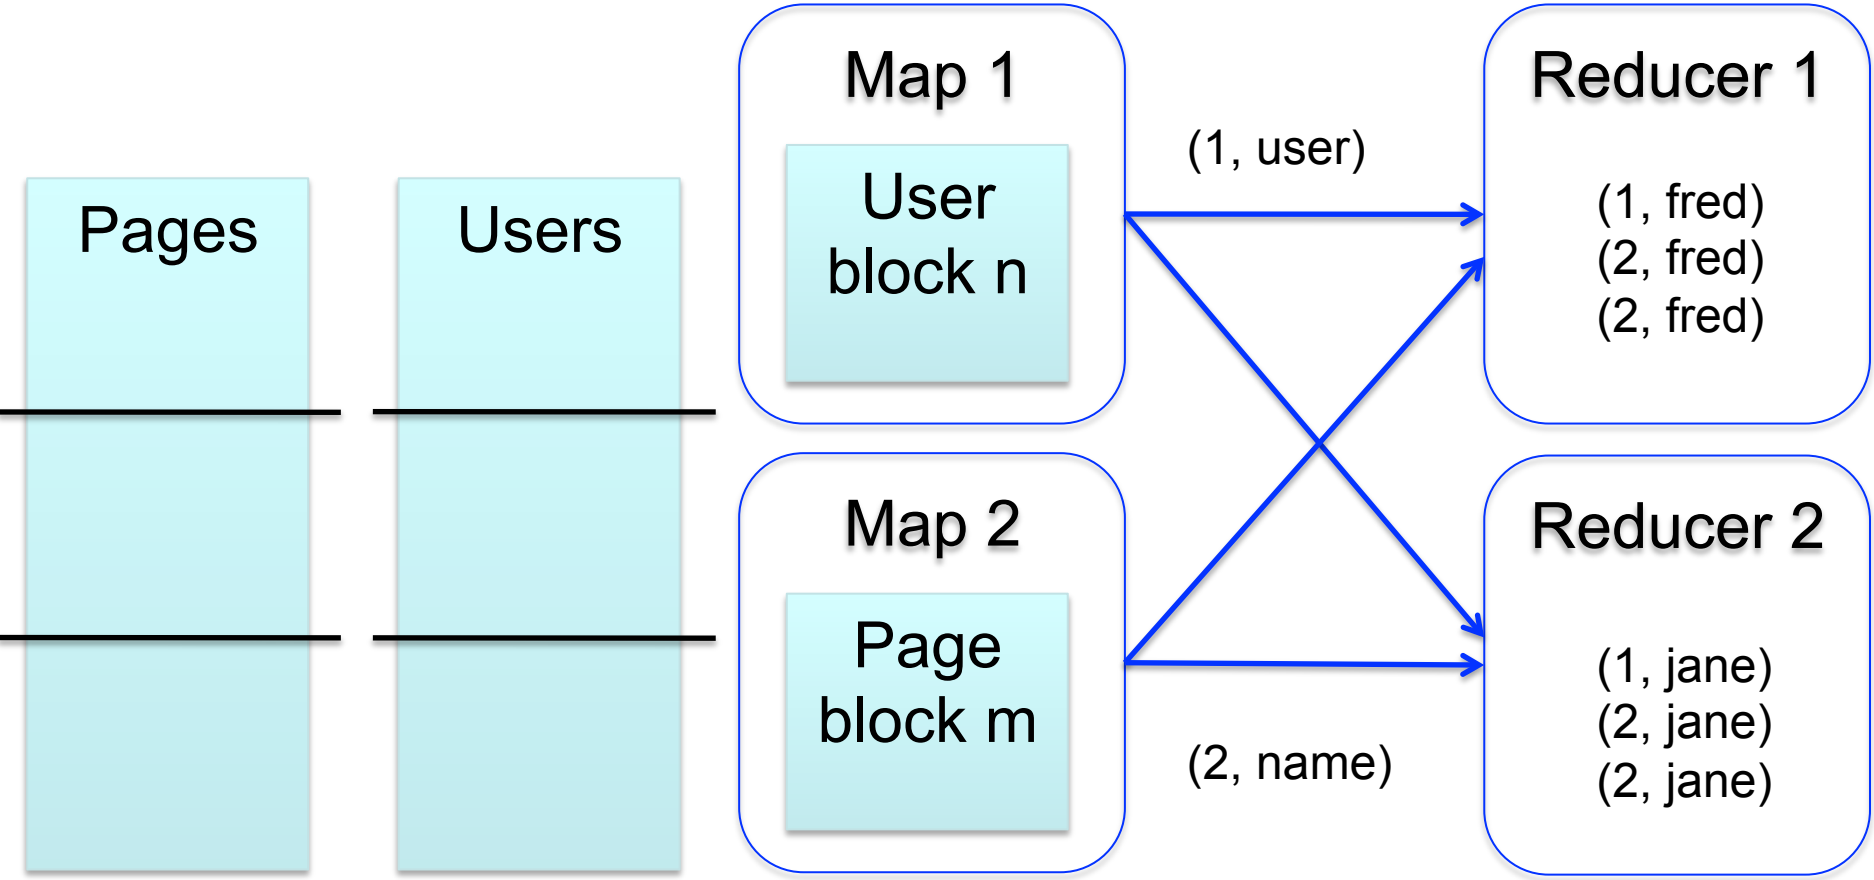 Pages
Users
Map 1
User
block n
Map 2
Page
block m
(1, user)
(2, name)
Reducer 1
(1, fred)
(2, fred)
(2, fred)
Reducer 2
(1, jane)
(2, jane)
(2, jane)